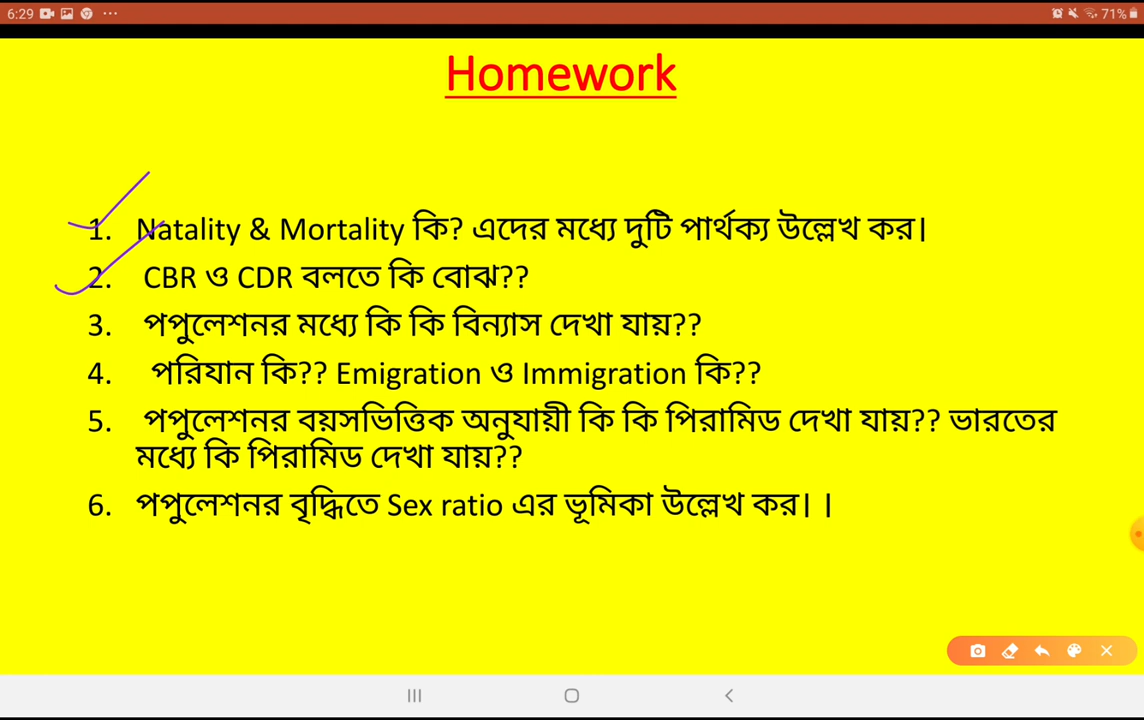 6:29
71%
Homework
1. Natality & Mortality কি? এদের মধ্যে দুটি পার্থক্য উল্লেখ কর।
2. CBR ও CDR বলতে কি বোঝ??
3. পপুলেশনর মধ্যে কি কি বিন্যাস দেখা যায়??
4. পরিযান কি?? Emigration ও Immigration কি??
5. পপুলেশনর বয়সভিত্তিক অনুযায়ী কি কি পিরামিড দেখা যায়?? ভারতের
মধ্যে কি পিরামিড দেখা যায়??
6. পপুলেশনর বৃদ্ধিতে Sex ratio এর ভূমিকা উল্লেখ কর। ।